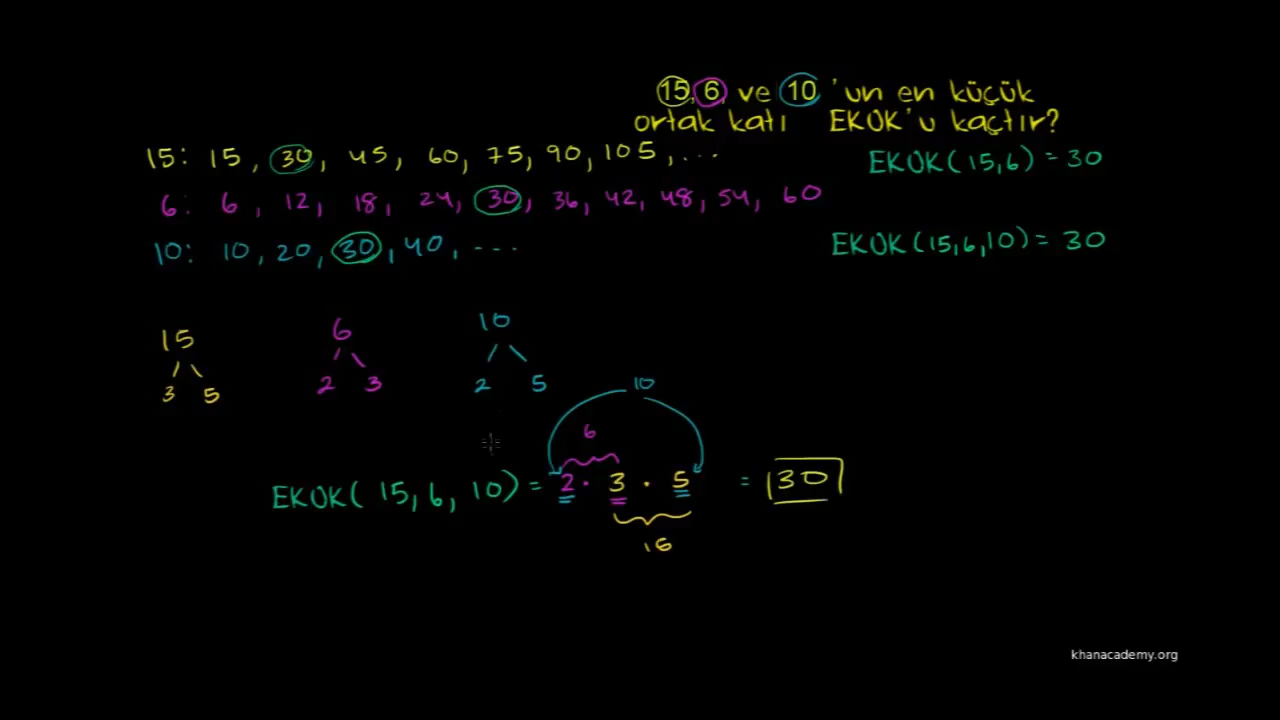 15, 6, ve 10 'un en küçük
ortak katı EKOK'u kaçtır?
15: 15, 30, 45, 60, 75, 90, 105, ...
EKOK(15,6) = 30
6: 6, 12, 18, 24, 30, 36, 42, 48, 54, 60
10: 10, 20, 30, 40, ...
EKOK(15,6,10) = 30
15
3 5
6
2 3
10
2 5
10
6
EKOK( 15, 6, 10) = 2 · 3 · 5 = 30
15
khanacademy.org